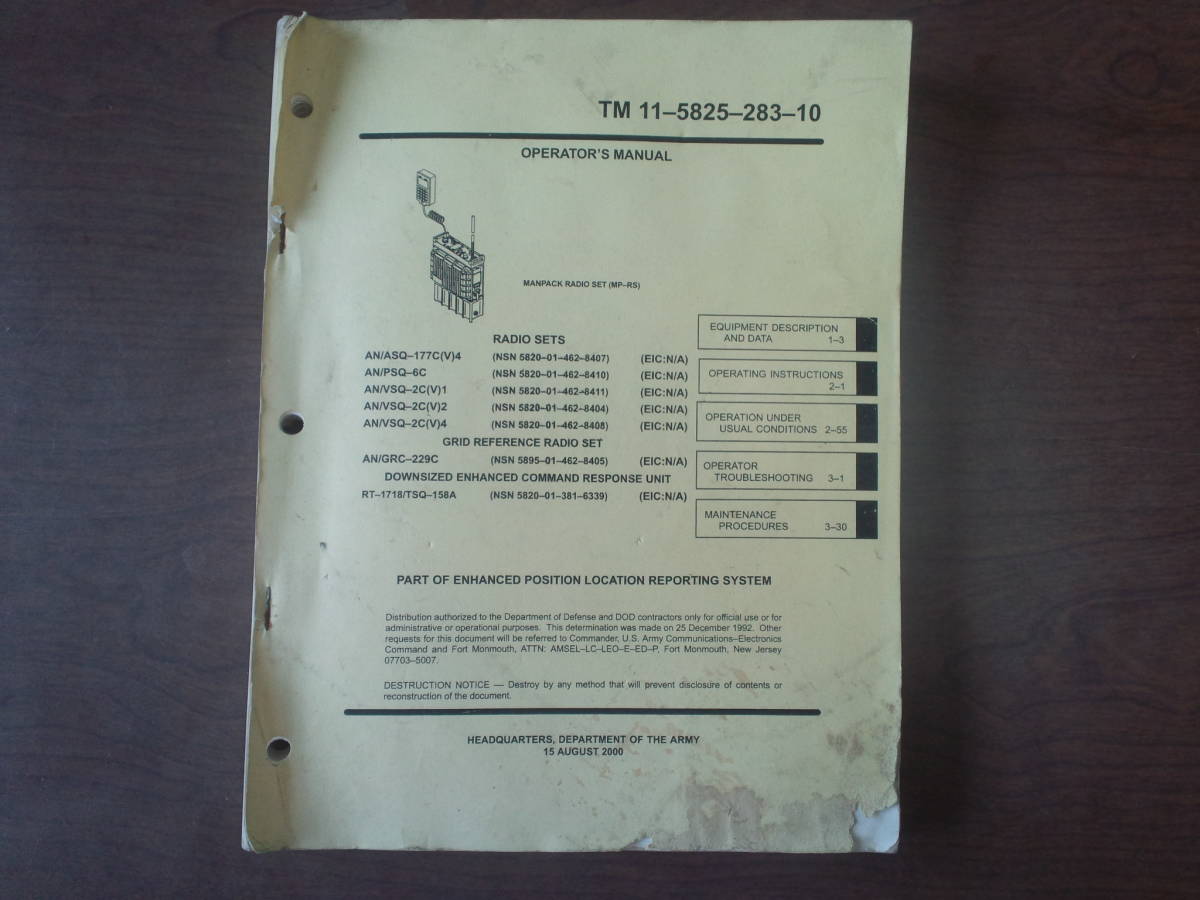 TM 11–5825–283–10
OPERATOR'S MANUAL
MANPACK RADIO SET (MP–RS)
RADIO SETS
AN/ASQ–177C(V)4 (NSN 5820–01–462–8407) (EIC:N/A)
AN/PSQ–6C (NSN 5820–01–462–8410) (EIC:N/A)
AN/VSQ–2C(V)1 (NSN 5820–01–462–8411) (EIC:N/A)
AN/VSQ–2C(V)2 (NSN 5820–01–462–8404) (EIC:N/A)
AN/VSQ–2C(V)4 (NSN 5820–01–462–8408) (EIC:N/A)
GRID REFERENCE RADIO SET
AN/GRC–229C (NSN 5895–01–462–8405) (EIC:N/A)
DOWNSIZED ENHANCED COMMAND RESPONSE UNIT
RT–1718/TSQ–158A (NSN 5820–01–381–6339) (EIC:N/A)
EQUIPMENT DESCRIPTION
AND DATA 1–3
OPERATING INSTRUCTIONS
2–1
OPERATION UNDER
USUAL CONDITIONS 2–55
OPERATOR
TROUBLESHOOTING 3–1
MAINTENANCE
PROCEDURES 3–30
PART OF ENHANCED POSITION LOCATION REPORTING SYSTEM
Distribution authorized to the Department of Defense and DOD contractors only for official use or for
administrative or operational purposes. This determination was made on 25 December 1992. Other
requests for this document will be referred to Commander, U.S. Army Communications–Electronics
Command and Fort Monmouth, ATTN: AMSEL–LC–LEO–E–ED–P, Fort Monmouth, New Jersey
07703–5007.
DESTRUCTION NOTICE — Destroy by any method that will prevent disclosure of contents or
reconstruction of the document.
HEADQUARTERS, DEPARTMENT OF THE ARMY
15 AUGUST 2000